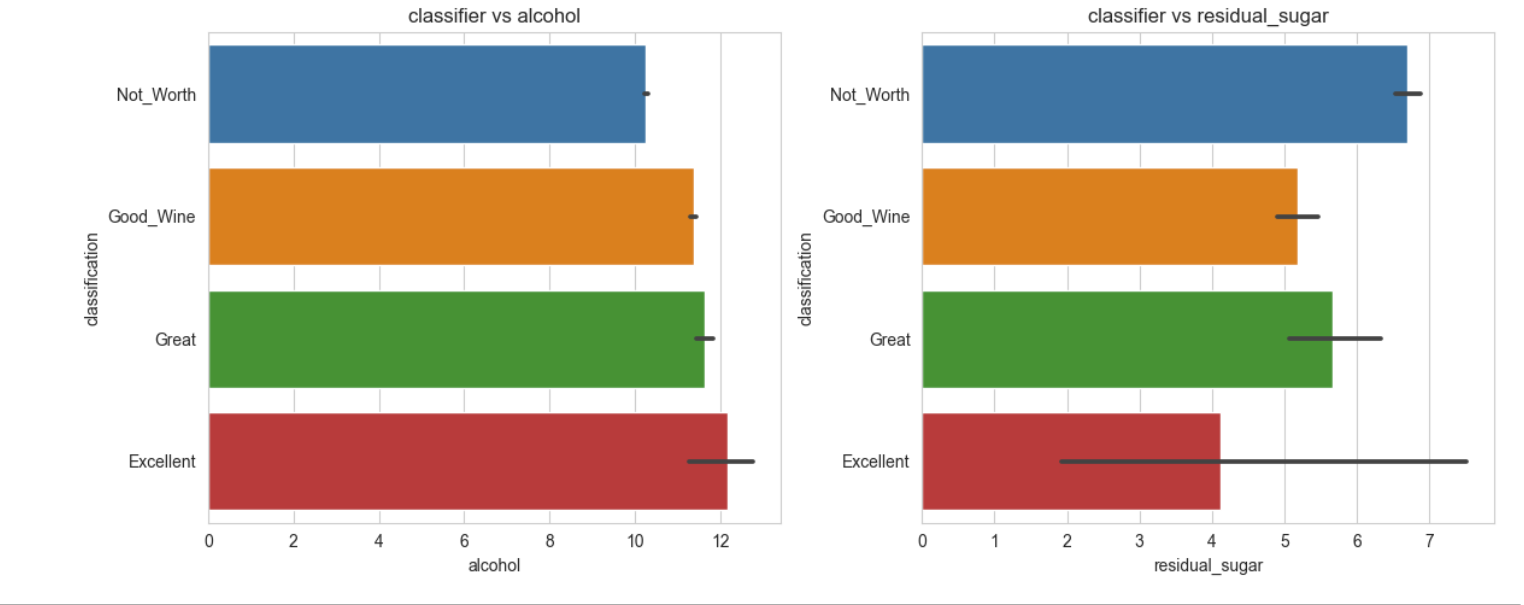 classifier vs alcohol
classification
Not_Worth
Good_Wine
Great
Excellent
0 2 4 6 8 10 12
alcohol
classifier vs residual_sugar
classification
Not_Worth
Good_Wine
Great
Excellent
0 1 2 3 4 5 6 7
residual_sugar